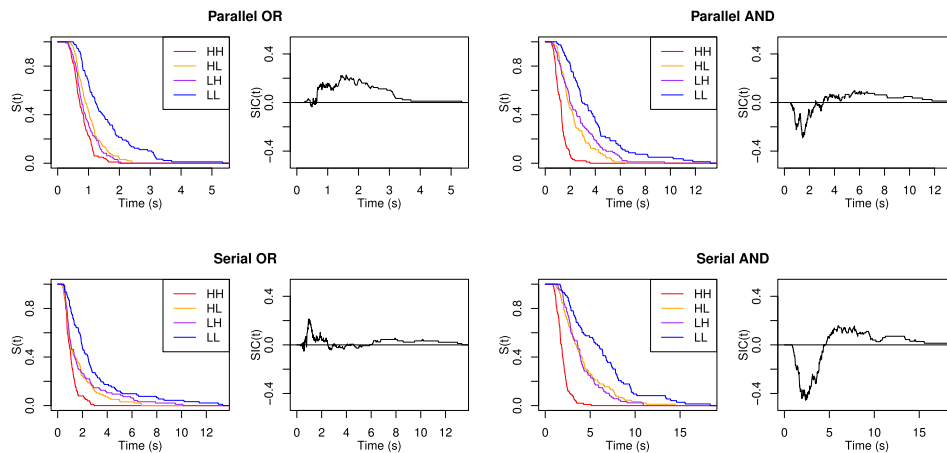 Parallel OR
Parallel AND
S(t)
0.0 0.4 0.8
HH
HL
LH
LL
0 1 2 3 4 5
Time (s)
SIC(t)
−0.4 0.0 0.4
0 1 2 3 4 5
Time (s)
S(t)
0.0 0.4 0.8
HH
HL
LH
LL
0 2 4 6 8 10 12
Time (s)
SIC(t)
−0.4 0.0 0.4
0 2 4 6 8 10 12
Time (s)
Serial OR
Serial AND
S(t)
0.0 0.4 0.8
HH
HL
LH
LL
0 2 4 6 8 10 12
Time (s)
SIC(t)
−0.4 0.0 0.4
0 2 4 6 8 10 12
Time (s)
S(t)
0.0 0.4 0.8
HH
HL
LH
LL
0 5 10 15
Time (s)
SIC(t)
−0.4 0.0 0.4
0 5 10 15
Time (s)